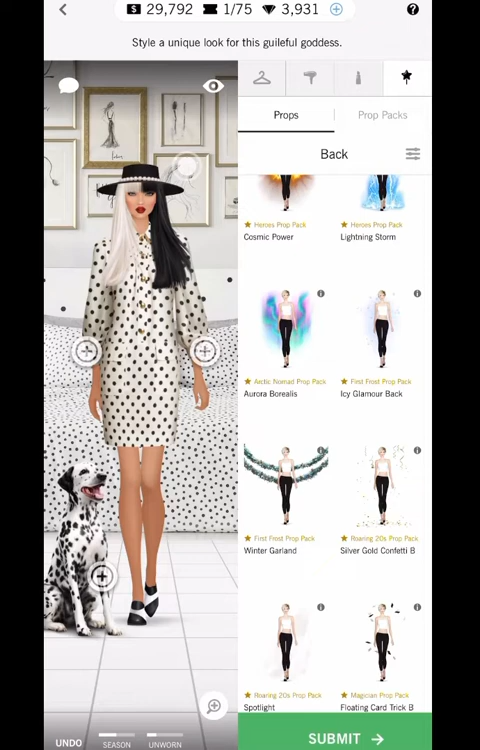 29,792 1/75 3,931
Style a unique look for this guileful goddess.
Props Prop Packs
Back
Heroes Prop Pack Heroes Prop Pack
Cosmic Power Lightning Storm
Arctic Nomad Prop Pack First Frost Prop Pack
Aurora Borealis Icy Glamour Back
First Frost Prop Pack Roaring 20s Prop Pack
Winter Garland Silver Gold Confetti B
Roaring 20s Prop Pack Magician Prop Pack
Spotlight Floating Card Trick B
UNDO SEASON UNWORN
SUBMIT